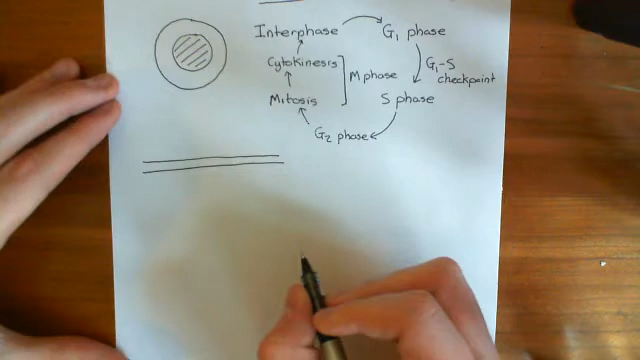 Interphase
G₁ phase
Cytokinesis
M phase
G₁-S
checkpoint
Mitosis
S phase
G₂ phase